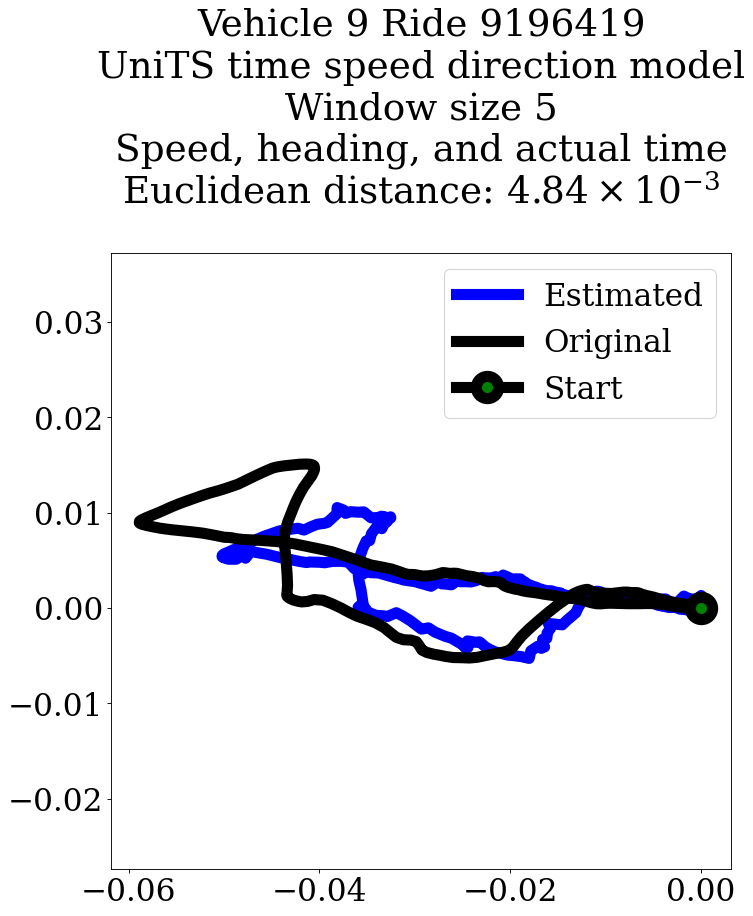 Vehicle 9 Ride 9196419
UniTS time speed direction model
Window size 5
Speed, heading, and actual time
Euclidean distance: 4.84 × 10⁻³
Estimated
Original
Start
0.03
0.02
0.01
0.00
−0.01
−0.02
−0.06
−0.04
−0.02
0.00